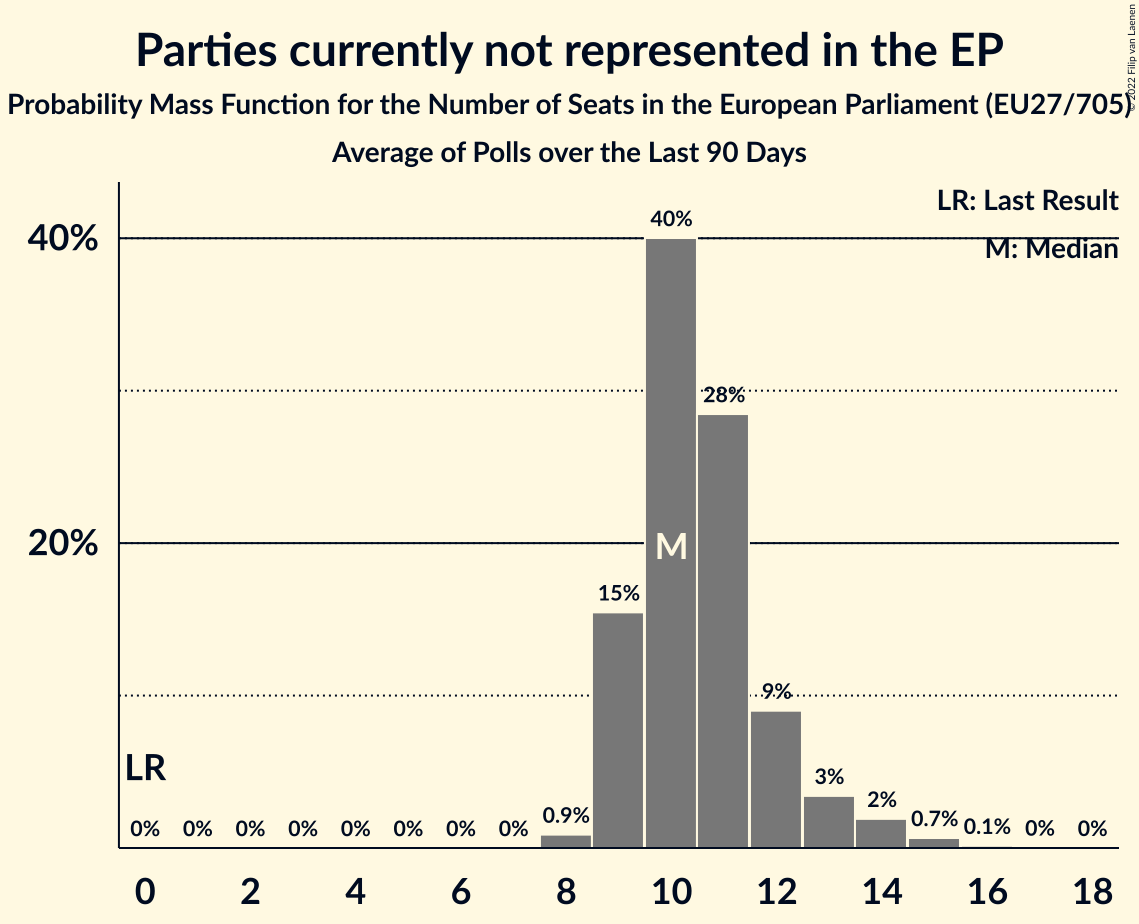 Parties currently not represented in the EP
Probability Mass Function for the Number of Seats in the European Parliament (EU27/705)
Average of Polls over the Last 90 Days
© 2022 Filip van Laenen
LR: Last Result
M: Median
40%
20%
40%
28%
15%
9%
3%
2%
0.9%
0.7%
0.1%
M
LR
0% 0% 0% 0% 0% 0% 0% 0% 0% 0%
0 2 4 6 8 10 12 14 16 18